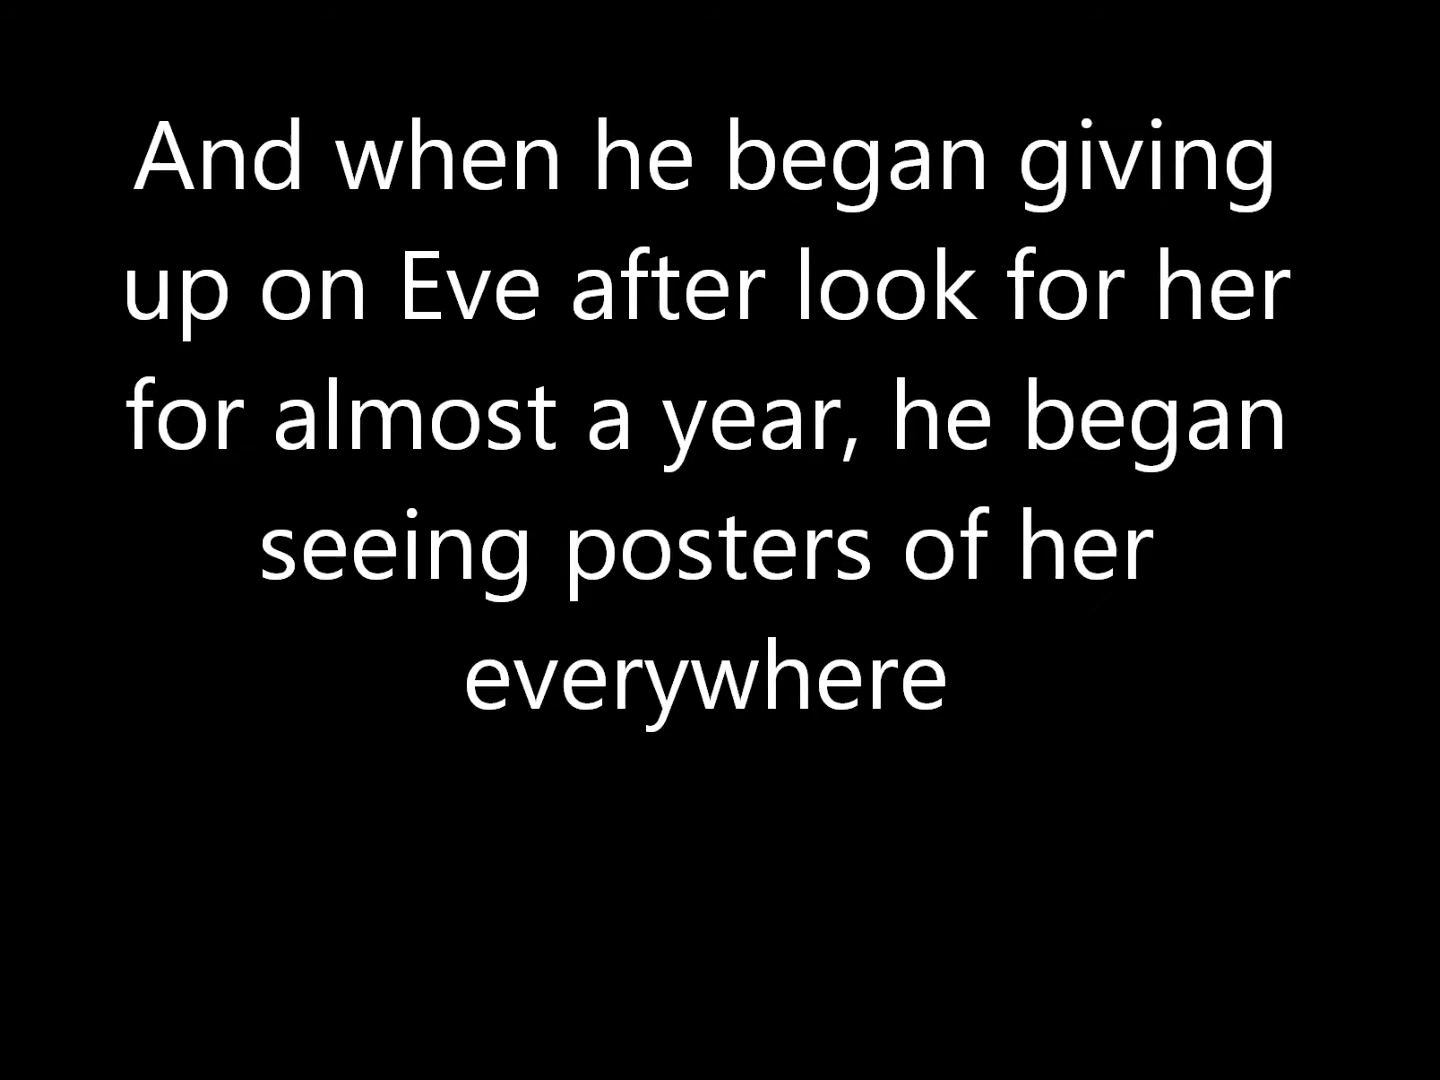 And when he began giving
up on Eve after look for her
for almost a year, he began
seeing posters of her
everywhere